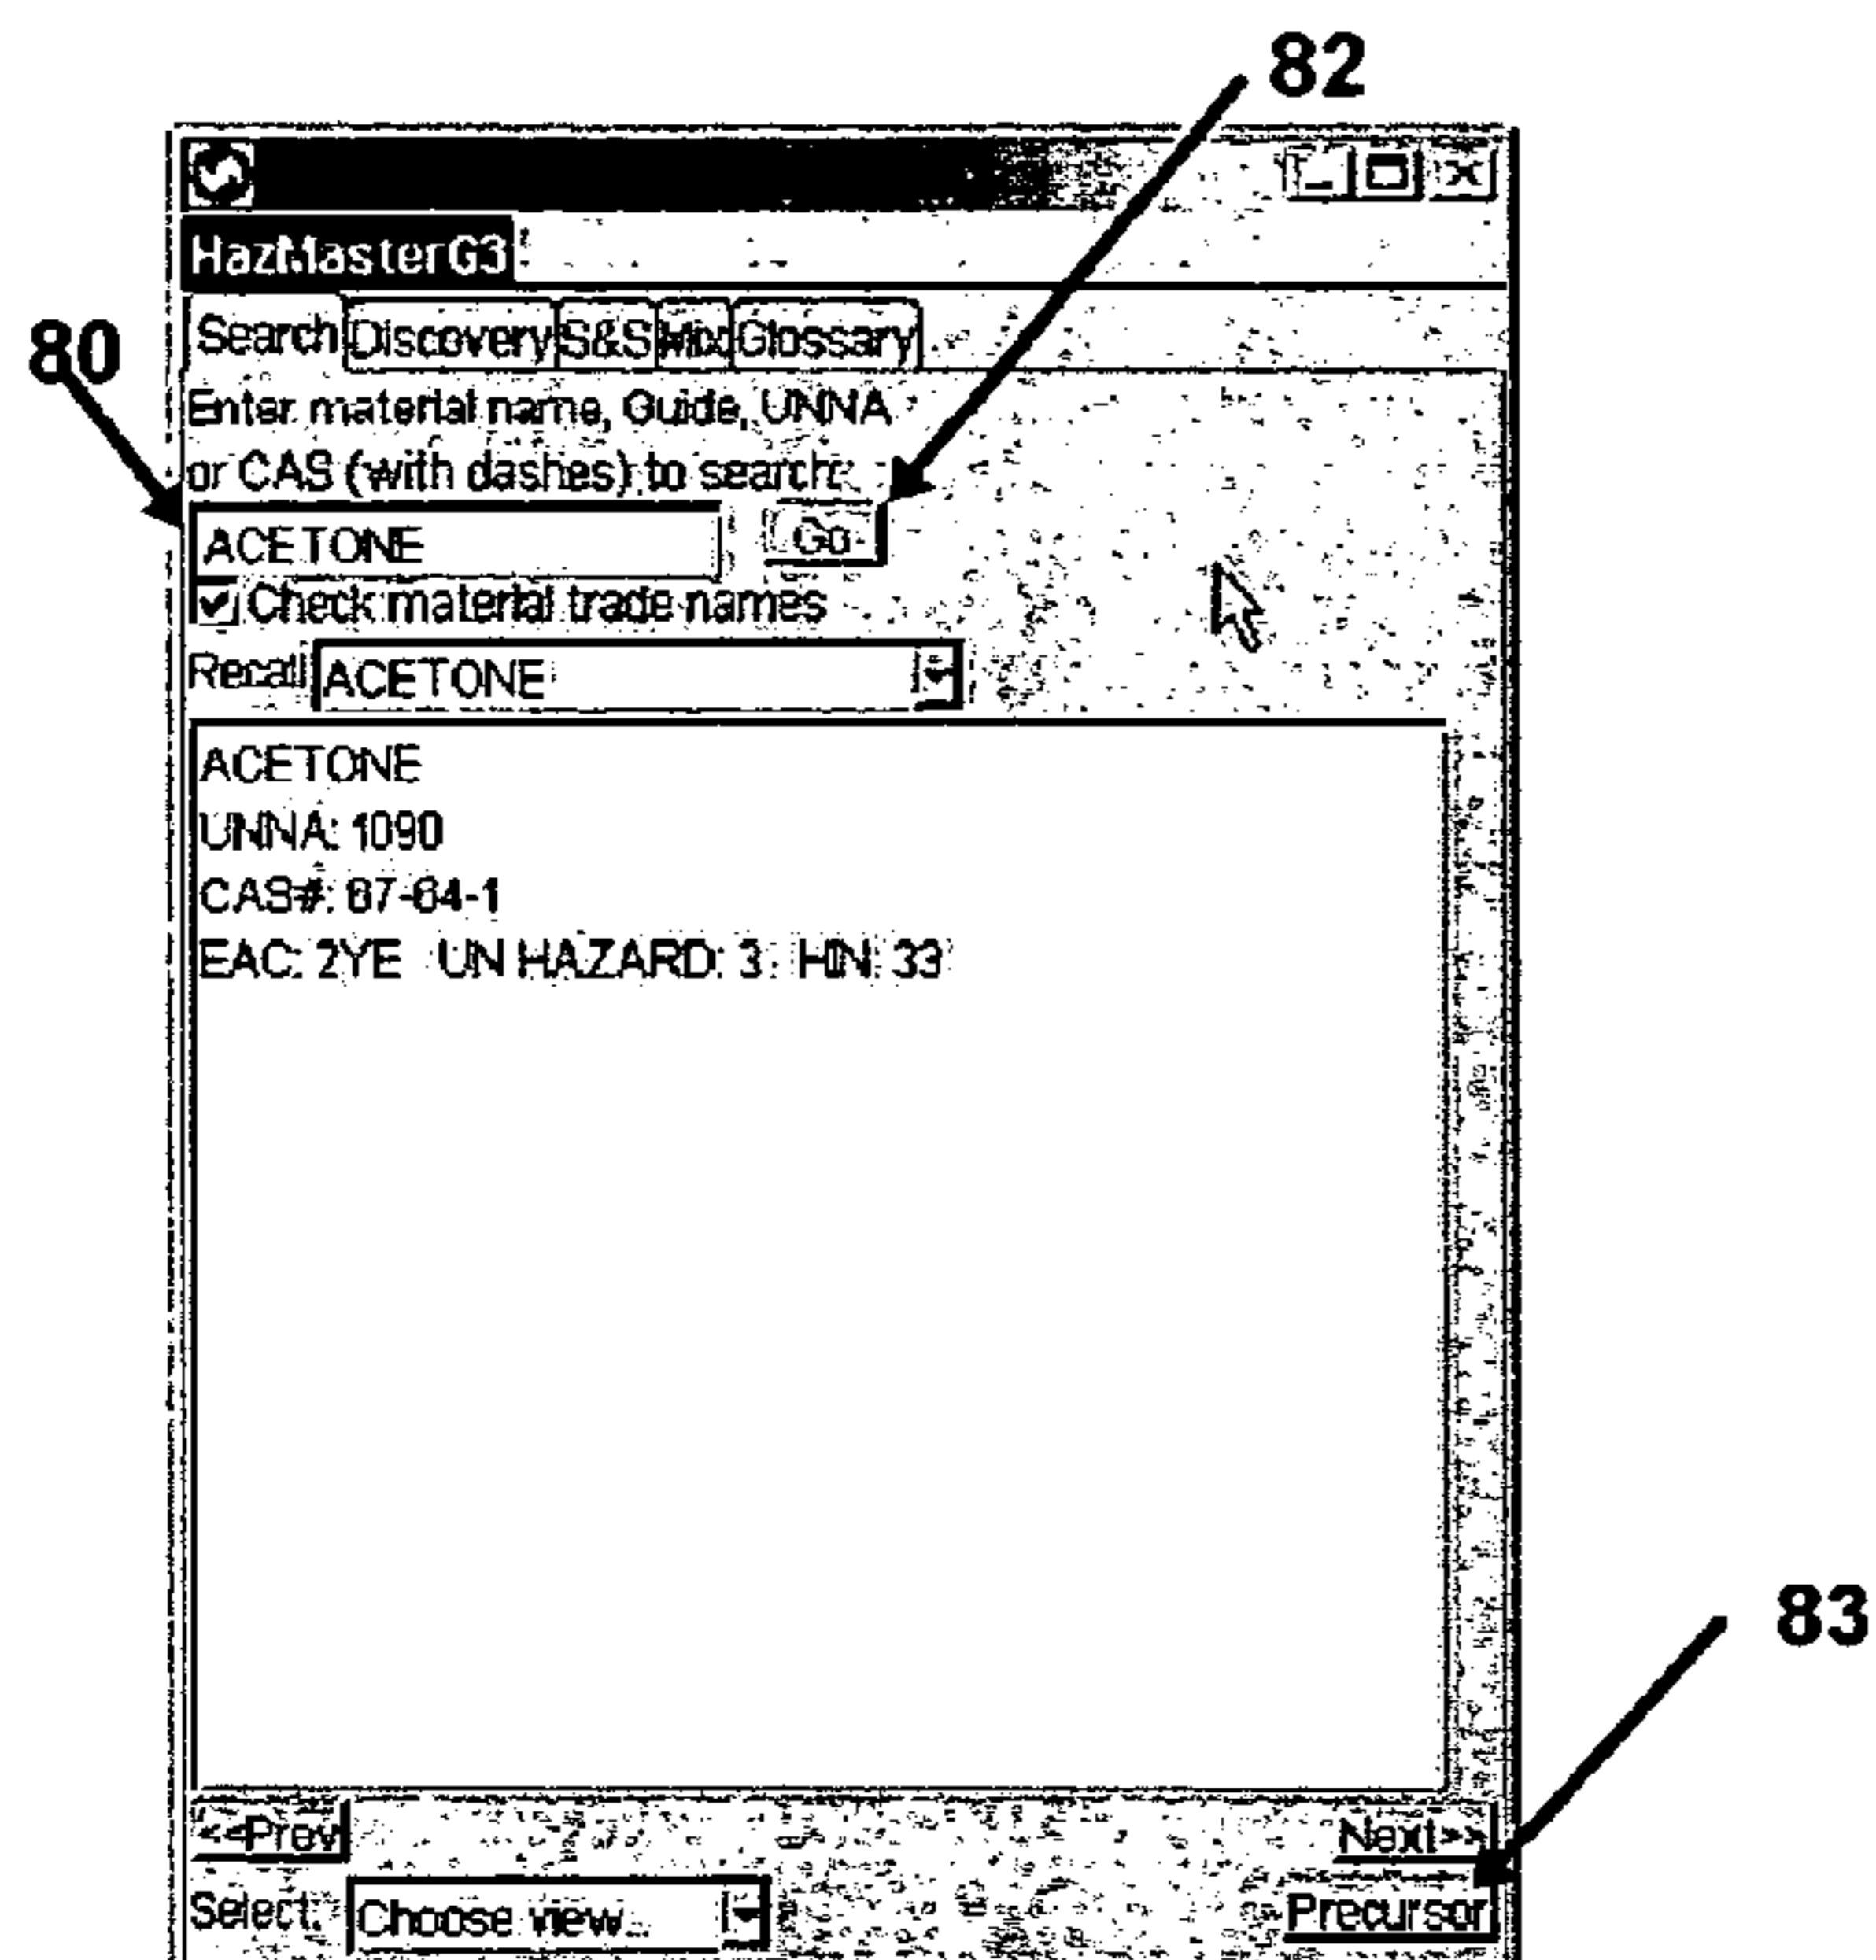 82
HazMasterG3
Search Discovery S&S Mix Glossary
80
Enter material name, Guide, UNNA
or CAS (with dashes) to search:
ACETONE Go
Check material trade names
Recall ACETONE
ACETONE
UNNA: 1090
CAS#: 67-64-1
EAC: 2YE UN HAZARD: 3 HIN: 33
83
<<Prev Next>>
Select: Choose view... Precursor